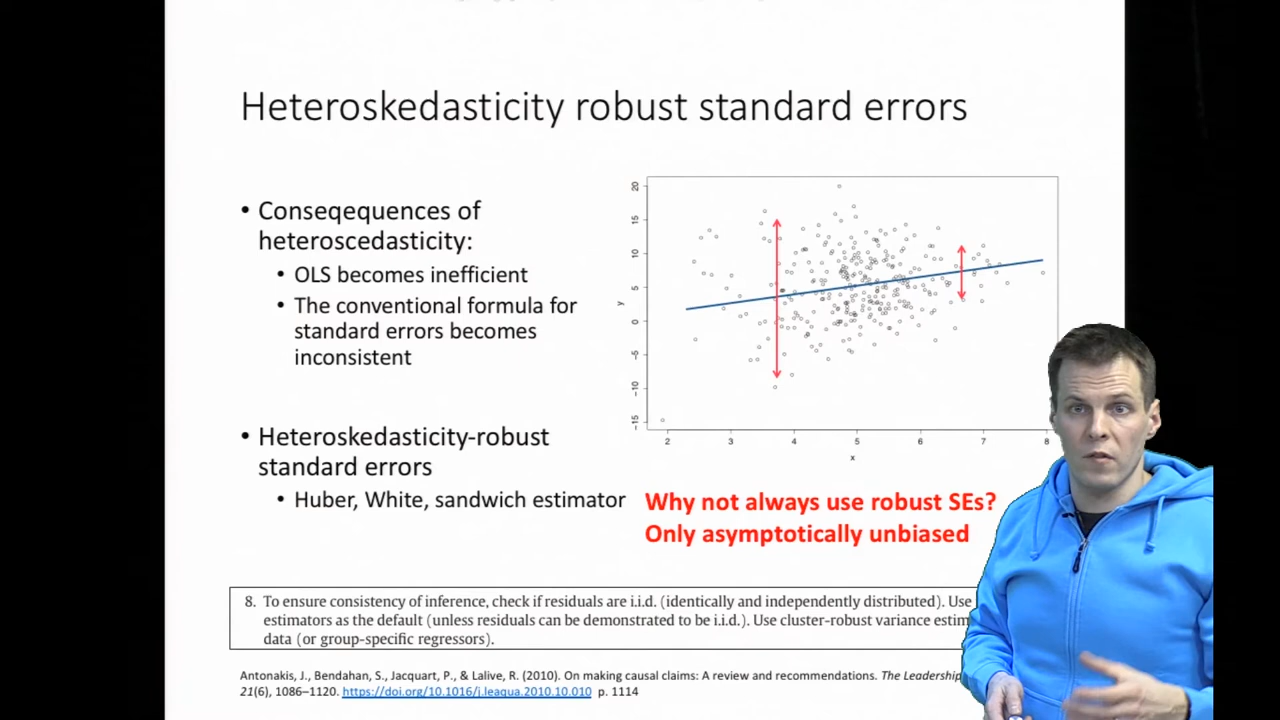 Heteroskedasticity robust standard errors
• Conseqequences of
heteroscedasticity:
• OLS becomes inefficient
• The conventional formula for
standard errors becomes
inconsistent
• Heteroskedasticity-robust
standard errors
• Huber, White, sandwich estimator
20
15
10
5
0
−5
−10
−15
y
2 3 4 5 6 7 8
x
Why not always use robust SEs?
Only asymptotically unbiased
8. To ensure consistency of inference, check if residuals are i.i.d. (identically and independently distributed). Use
estimators as the default (unless residuals can be demonstrated to be i.i.d.). Use cluster-robust variance estim
data (or group-specific regressors).
Antonakis, J., Bendahan, S., Jacquart, P., & Lalive, R. (2010). On making causal claims: A review and recommendations. The Leadership
21(6), 1086–1120. https://doi.org/10.1016/j.leaqua.2010.10.010 p. 1114